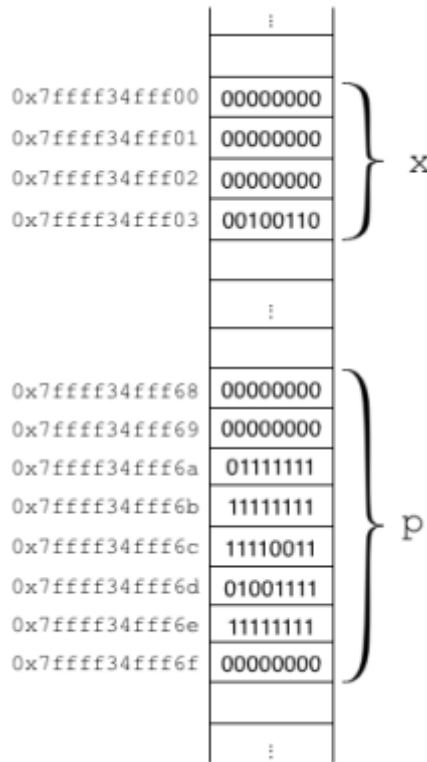 ⋮
0x7ffff34fff00 00000000
0x7ffff34fff01 00000000
0x7ffff34fff02 00000000
0x7ffff34fff03 00100110
x
⋮
0x7ffff34fff68 00000000
0x7ffff34fff69 00000000
0x7ffff34fff6a 01111111
0x7ffff34fff6b 11111111
0x7ffff34fff6c 11110011
0x7ffff34fff6d 01001111
0x7ffff34fff6e 11111111
0x7ffff34fff6f 00000000
p
⋮